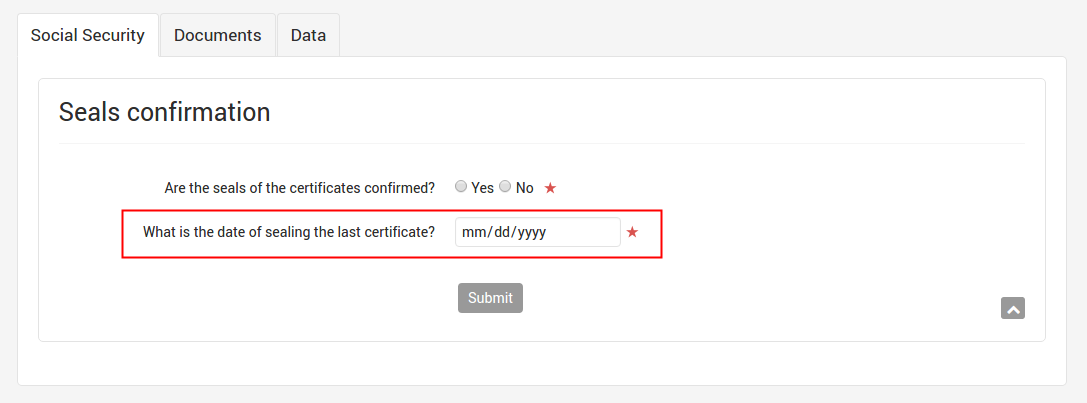 Social Security Documents Data
Seals confirmation
Are the seals of the certificates confirmed? Yes No
What is the date of sealing the last certificate? mm/dd/yyyy
Submit